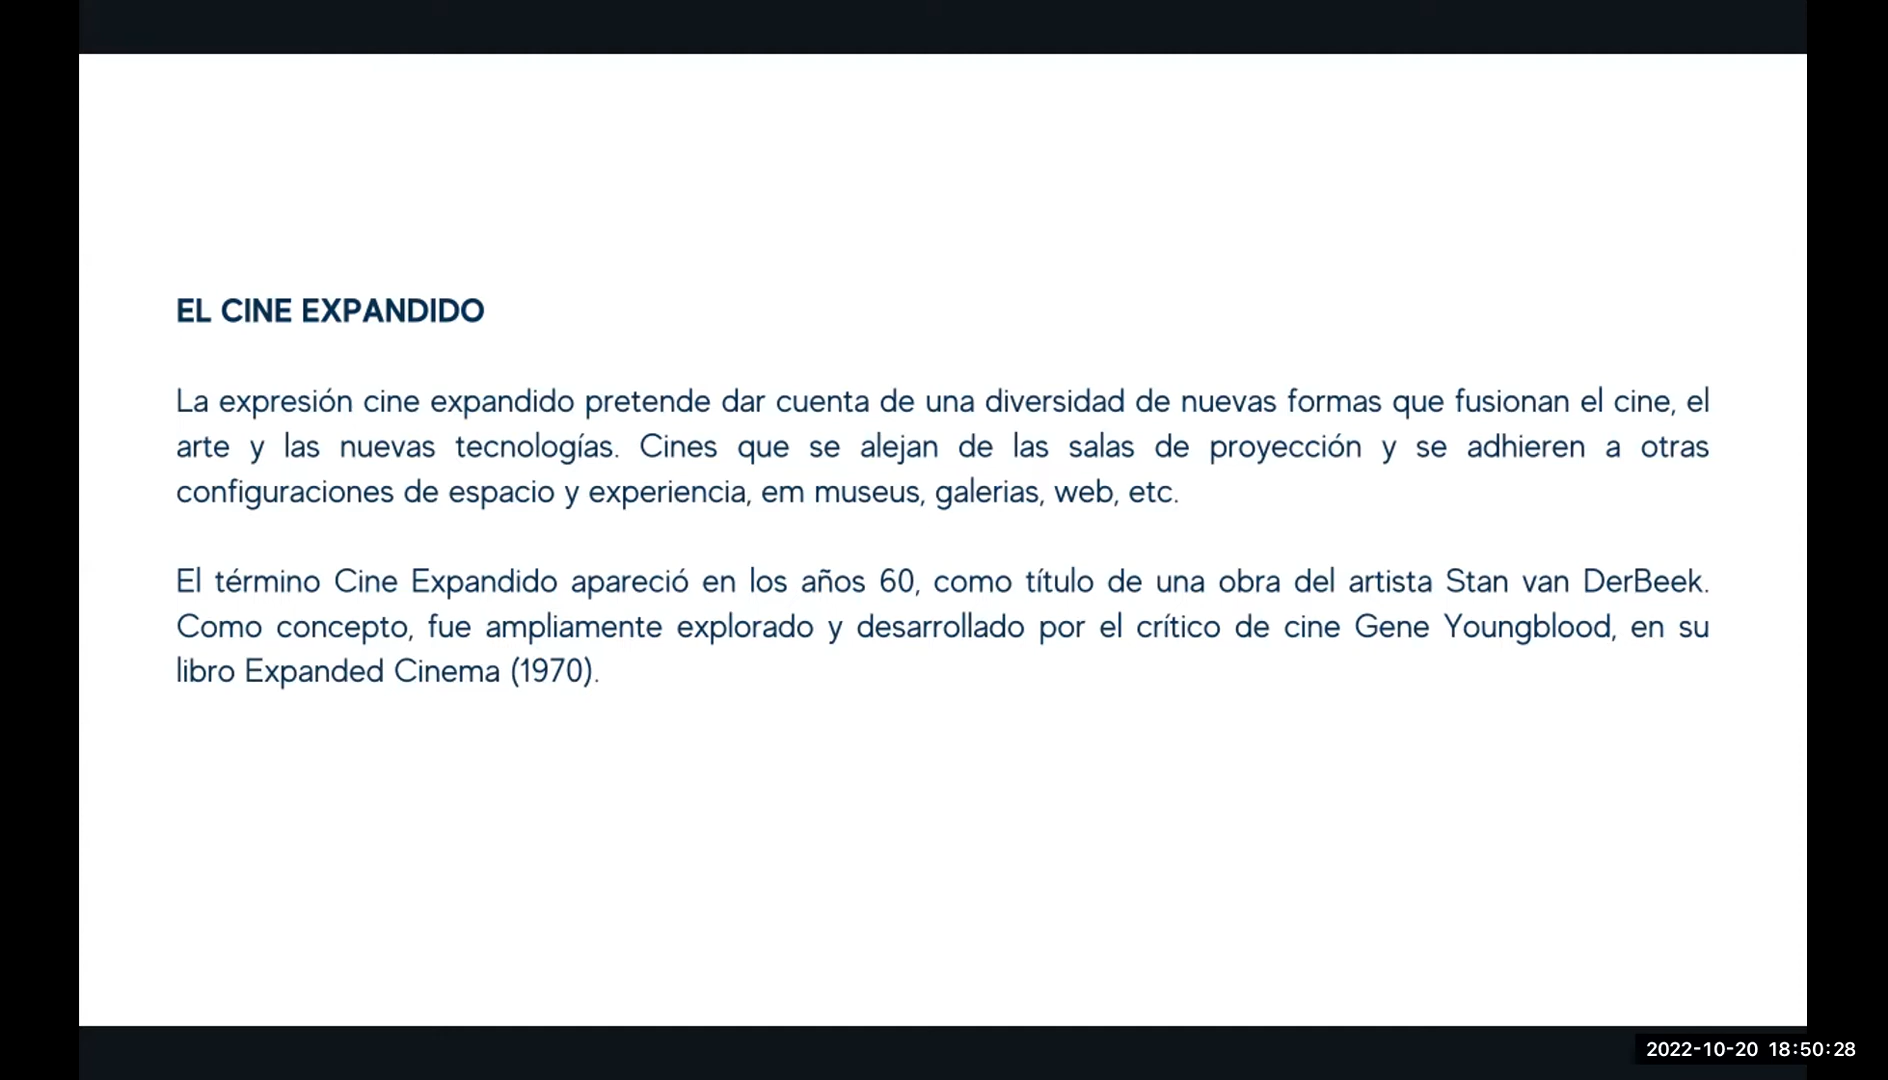 EL CINE EXPANDIDO
La expresión cine expandido pretende dar cuenta de una diversidad de nuevas formas que fusionan el cine, el
arte y las nuevas tecnologías. Cines que se alejan de las salas de proyección y se adhieren a otras
configuraciones de espacio y experiencia, em museus, galerias, web, etc.
El término Cine Expandido apareció en los años 60, como título de una obra del artista Stan van DerBeek.
Como concepto, fue ampliamente explorado y desarrollado por el crítico de cine Gene Youngblood, en su
libro Expanded Cinema (1970).
2022-10-20 18:50:28